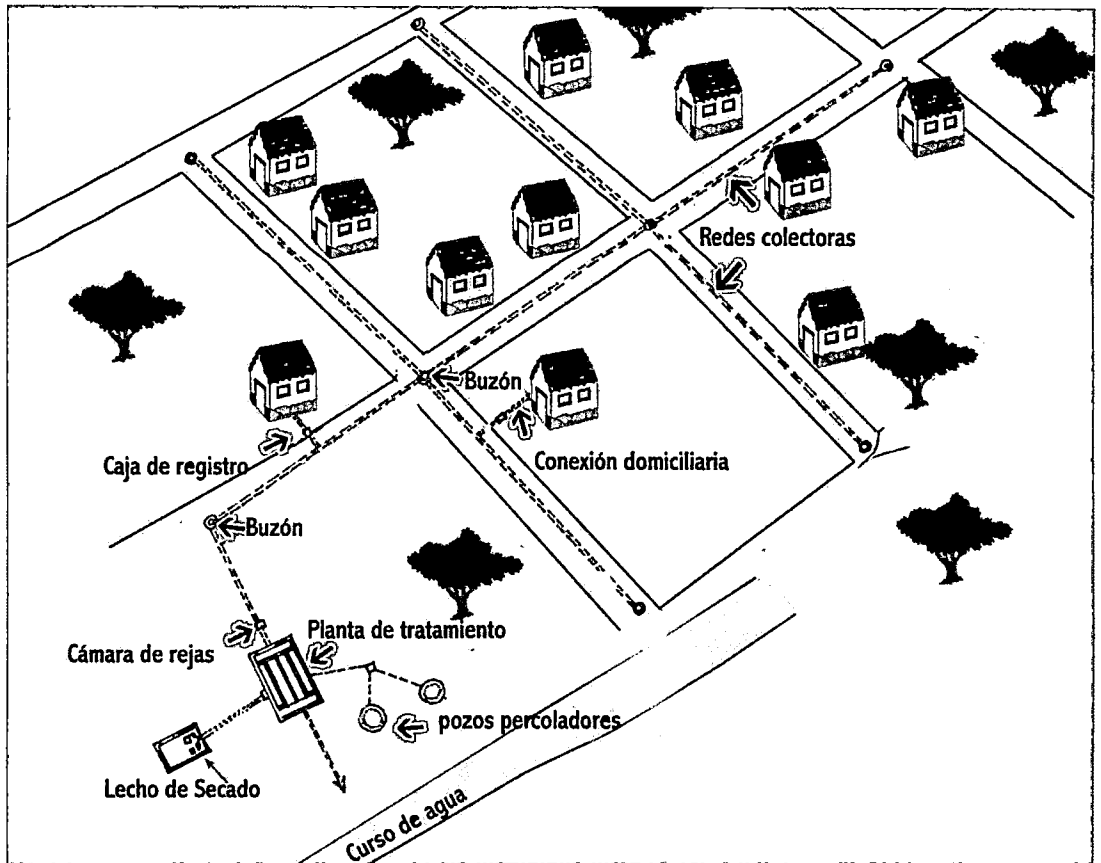 Redes colectoras
Buzón
Caja de registro
Conexión domiciliaria
Buzón
Cámara de rejas
Planta de tratamiento
pozos percoladores
Lecho de Secado
Curso de agua